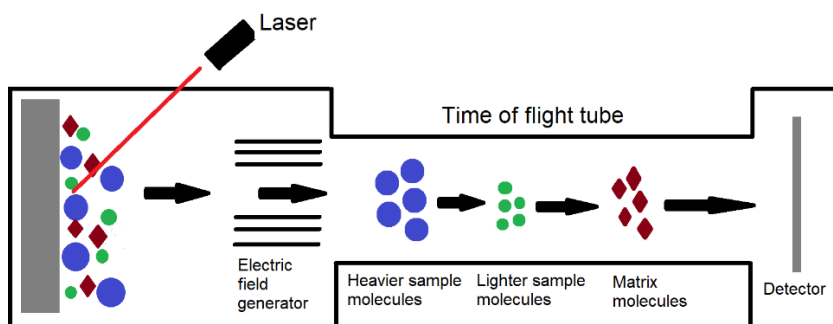 Laser
Time of flight tube
Electric
field
generator
Heavier sample
molecules
Lighter sample
molecules
Matrix
molecules
Detector